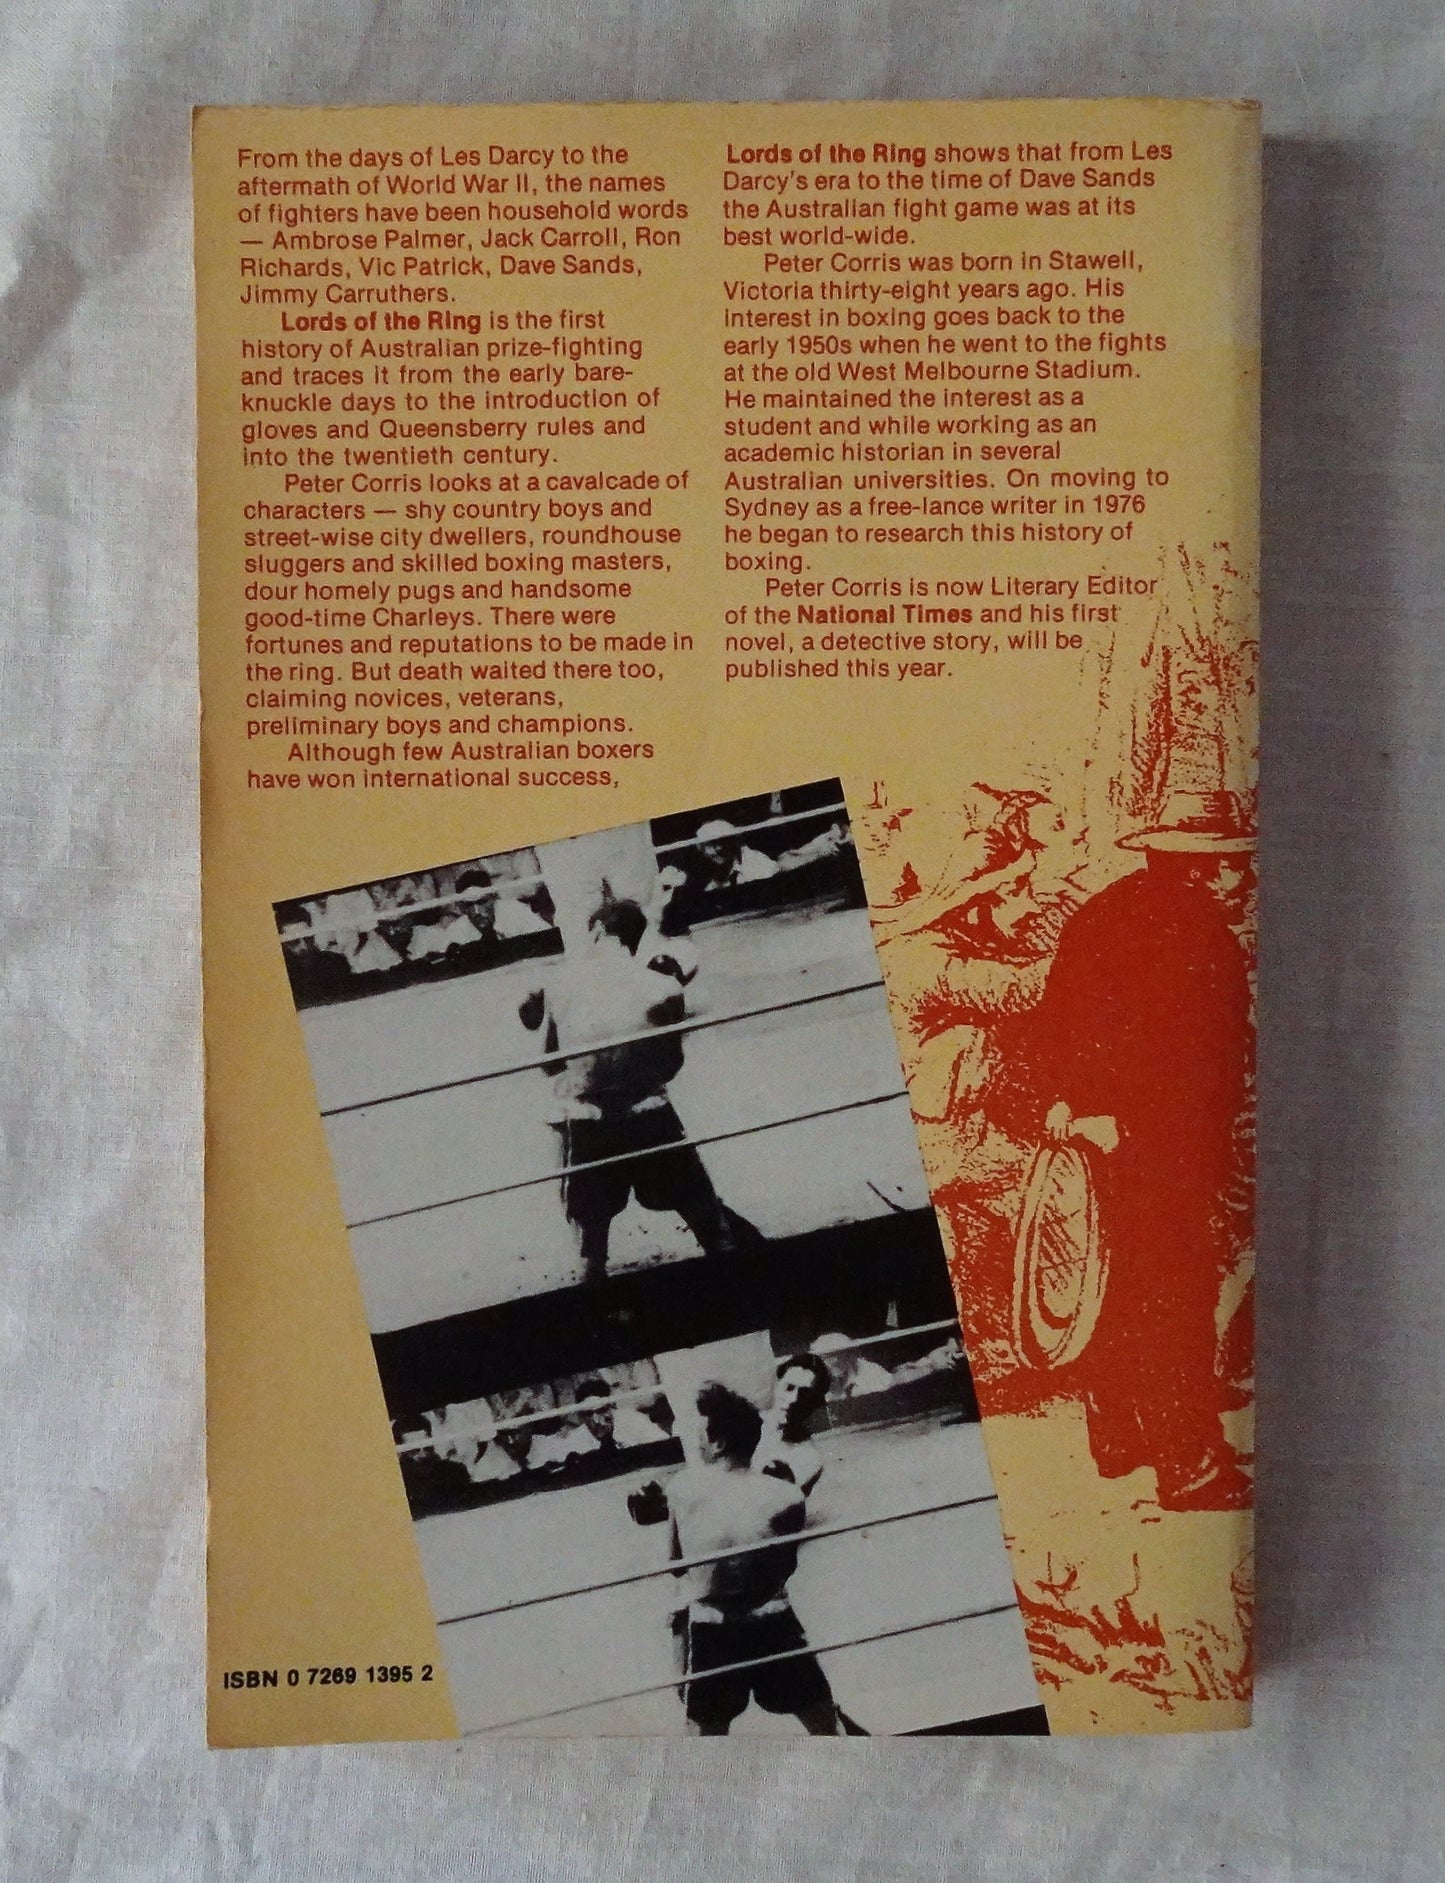 From the days of Les Darcy to the
aftermath of World War II, the names
of fighters have been household words
— Ambrose Palmer, Jack Carroll, Ron
Richards, Vic Patrick, Dave Sands,
Jimmy Carruthers.
Lords of the Ring is the first
history of Australian prize-fighting
and traces it from the early bare-
knuckle days to the introduction of
gloves and Queensberry rules and
into the twentieth century.
Peter Corris looks at a cavalcade of
characters — shy country boys and
street-wise city dwellers, roundhouse
sluggers and skilled boxing masters,
dour homely pugs and handsome
good-time Charleys. There were
fortunes and reputations to be made in
the ring. But death waited there too,
claiming novices, veterans,
preliminary boys and champions.
Although few Australian boxers
have won international success,
Lords of the Ring shows that from Les
Darcy's era to the time of Dave Sands
the Australian fight game was at its
best world-wide.
Peter Corris was born in Stawell,
Victoria thirty-eight years ago. His
interest in boxing goes back to the
early 1950s when he went to the fights
at the old West Melbourne Stadium.
He maintained the interest as a
student and while working as an
academic historian in several
Australian universities. On moving to
Sydney as a free-lance writer in 1976
he began to research this history of
boxing.
Peter Corris is now Literary Editor
of the National Times and his first
novel, a detective story, will be
published this year.
ISBN 0 7269 1395 2